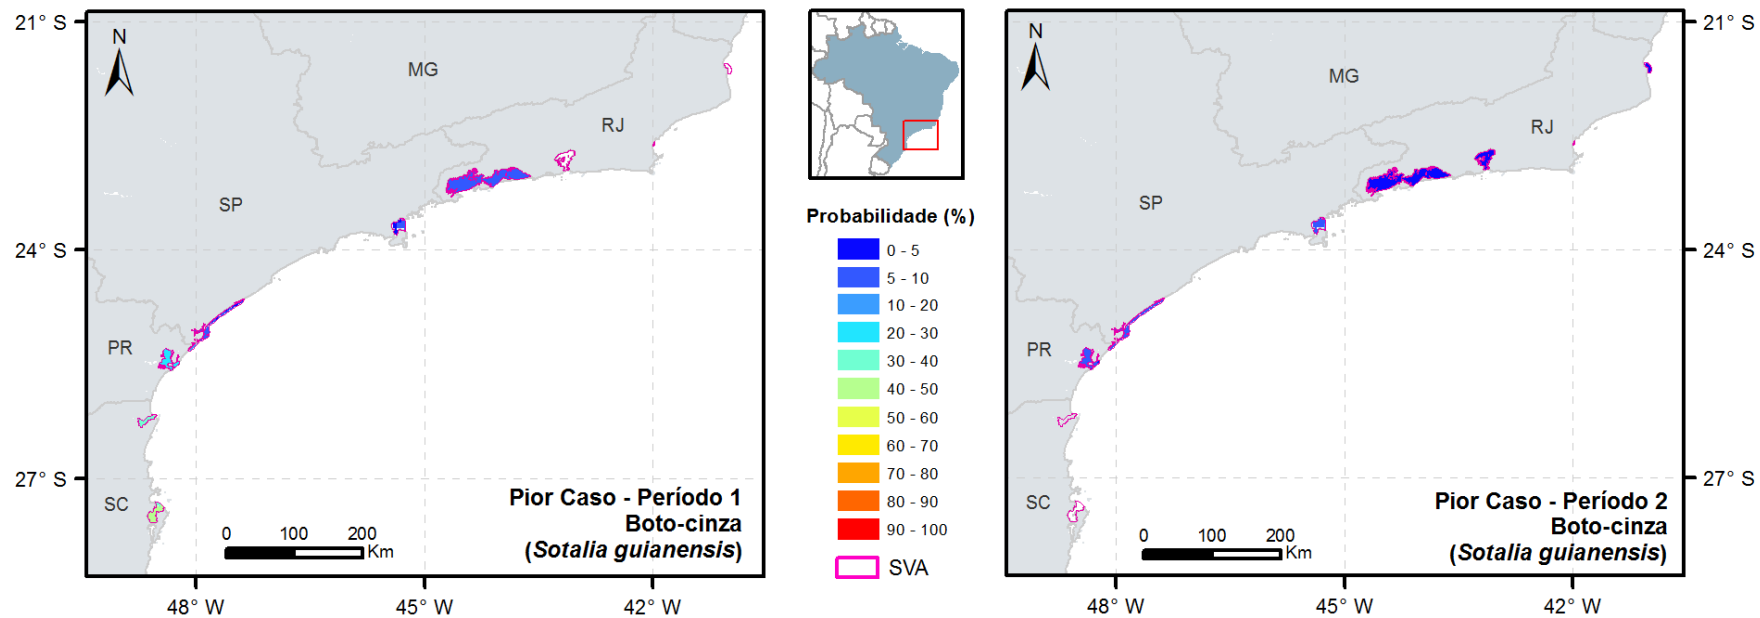 21° S
24° S
27° S
N
MG
RJ
SP
PR
SC
Pior Caso - Período 1
Boto-cinza
(Sotalia guianensis)
0 100 200
Km
48° W 45° W 42° W
Probabilidade (%)
0 - 5
5 - 10
10 - 20
20 - 30
30 - 40
40 - 50
50 - 60
60 - 70
70 - 80
80 - 90
90 - 100
SVA
N
MG
RJ
SP
PR
SC
Pior Caso - Período 2
Boto-cinza
(Sotalia guianensis)
0 100 200
Km
21° S
24° S
27° S
48° W 45° W 42° W